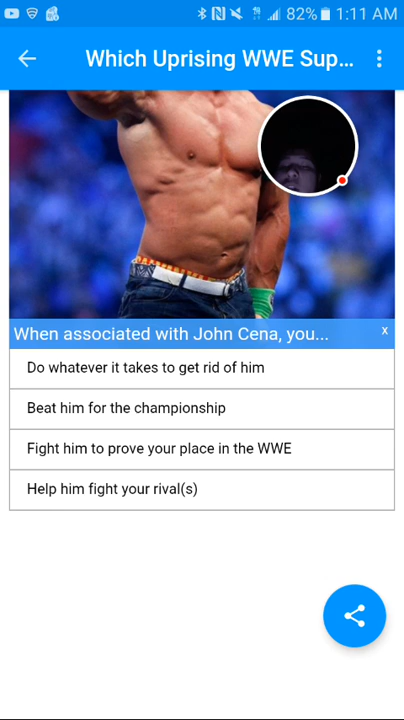 82% 1:11 AM
Which Uprising WWE Sup...
When associated with John Cena, you...
x
Do whatever it takes to get rid of him
Beat him for the championship
Fight him to prove your place in the WWE
Help him fight your rival(s)